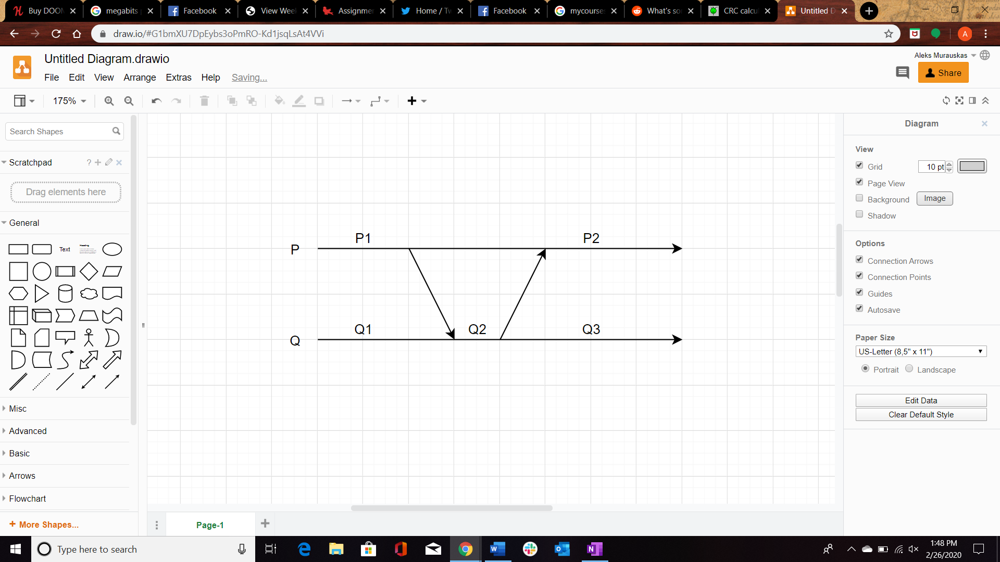 Buy DOOM
megabits
Facebook
View Wee
Assignmen
Home / Tw
Facebook
mycourse
What's so
CRC calcu
Untitled D
draw.io/#G1bmXU7DpEybs3oPmRO-Kd1jsqLsAt4VVi
A
Untitled Diagram.drawio
Aleks Murauskas
File Edit View Arrange Extras Help Saving...
Share
175%
Search Shapes
Scratchpad
?
Drag elements here
General
Text
Heading
Misc
Advanced
Basic
Arrows
Flowchart
+ More Shapes...
P1 P2
P
Q1 Q2 Q3
Q
Page-1
Diagram
View
Grid 10 pt
Page View
Background Image
Shadow
Options
Connection Arrows
Connection Points
Guides
Autosave
Paper Size
US-Letter (8,5" x 11")
Portrait Landscape
Edit Data
Clear Default Style
Type here to search
1:48 PM
2/26/2020